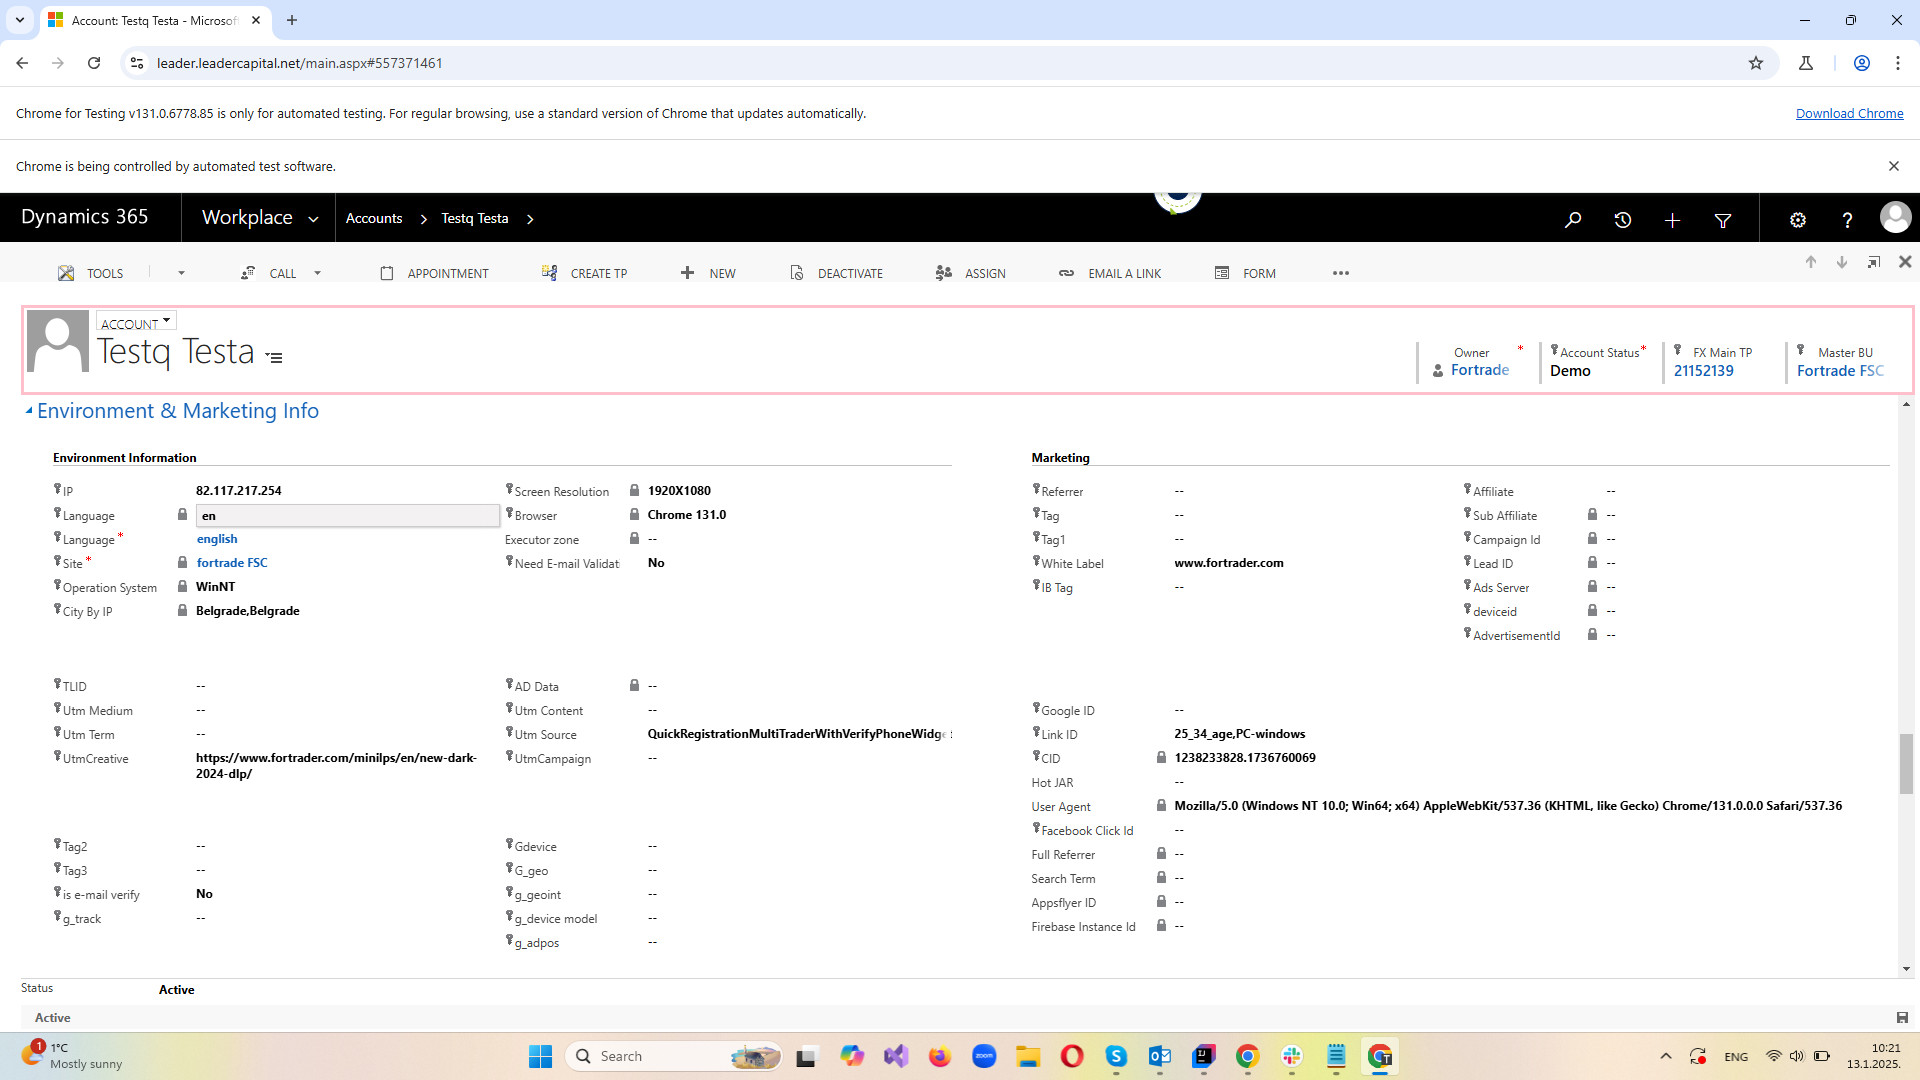 Account: Testq Testa - Microsof
leader.leadercapital.net/main.aspx#557371461
Chrome for Testing v131.0.6778.85 is only for automated testing. For regular browsing, use a standard version of Chrome that updates automatically.
Download Chrome
Chrome is being controlled by automated test software.
Dynamics 365
Workplace
Accounts
Testq Testa
TOOLS
CALL
APPOINTMENT
CREATE TP
NEW
DEACTIVATE
ASSIGN
EMAIL A LINK
FORM
ACCOUNT
Testq Testa
Owner *
Fortrade
Account Status*
Demo
FX Main TP
21152139
Master BU
Fortrade FSC
Environment & Marketing Info
Environment Information
IP 82.117.217.254
Language en
Language* english
Site* fortrade FSC
Operation System WinNT
City By IP Belgrade,Belgrade
Screen Resolution 1920X1080
Browser Chrome 131.0
Executor zone --
Need E-mail Validat No
Marketing
Referrer --
Tag --
Tag1 --
White Label www.fortrader.com
IB Tag --
Affiliate --
Sub Affiliate --
Campaign Id --
Lead ID --
Ads Server --
deviceid --
AdvertisementId --
TLID --
Utm Medium --
Utm Term --
UtmCreative https://www.fortrader.com/minilps/en/new-dark-
2024-dlp/
AD Data --
Utm Content --
Utm Source QuickRegistrationMultiTraderWithVerifyPhoneWidge
UtmCampaign --
Google ID --
Link ID 25_34_age,PC-windows
CID 1238233828.1736760069
Hot JAR --
User Agent Mozilla/5.0 (Windows NT 10.0; Win64; x64) AppleWebKit/537.36 (KHTML, like Gecko) Chrome/131.0.0.0 Safari/537.36
Facebook Click Id --
Full Referrer --
Search Term --
Appsflyer ID --
Firebase Instance Id --
Tag2 --
Tag3 --
is e-mail verify No
g_track --
Gdevice --
G_geo --
g_geoint --
g_device model --
g_adpos --
Status Active
Active
1
1°C
Mostly sunny
Search
zoom
ENG
10:21
13.1.2025.